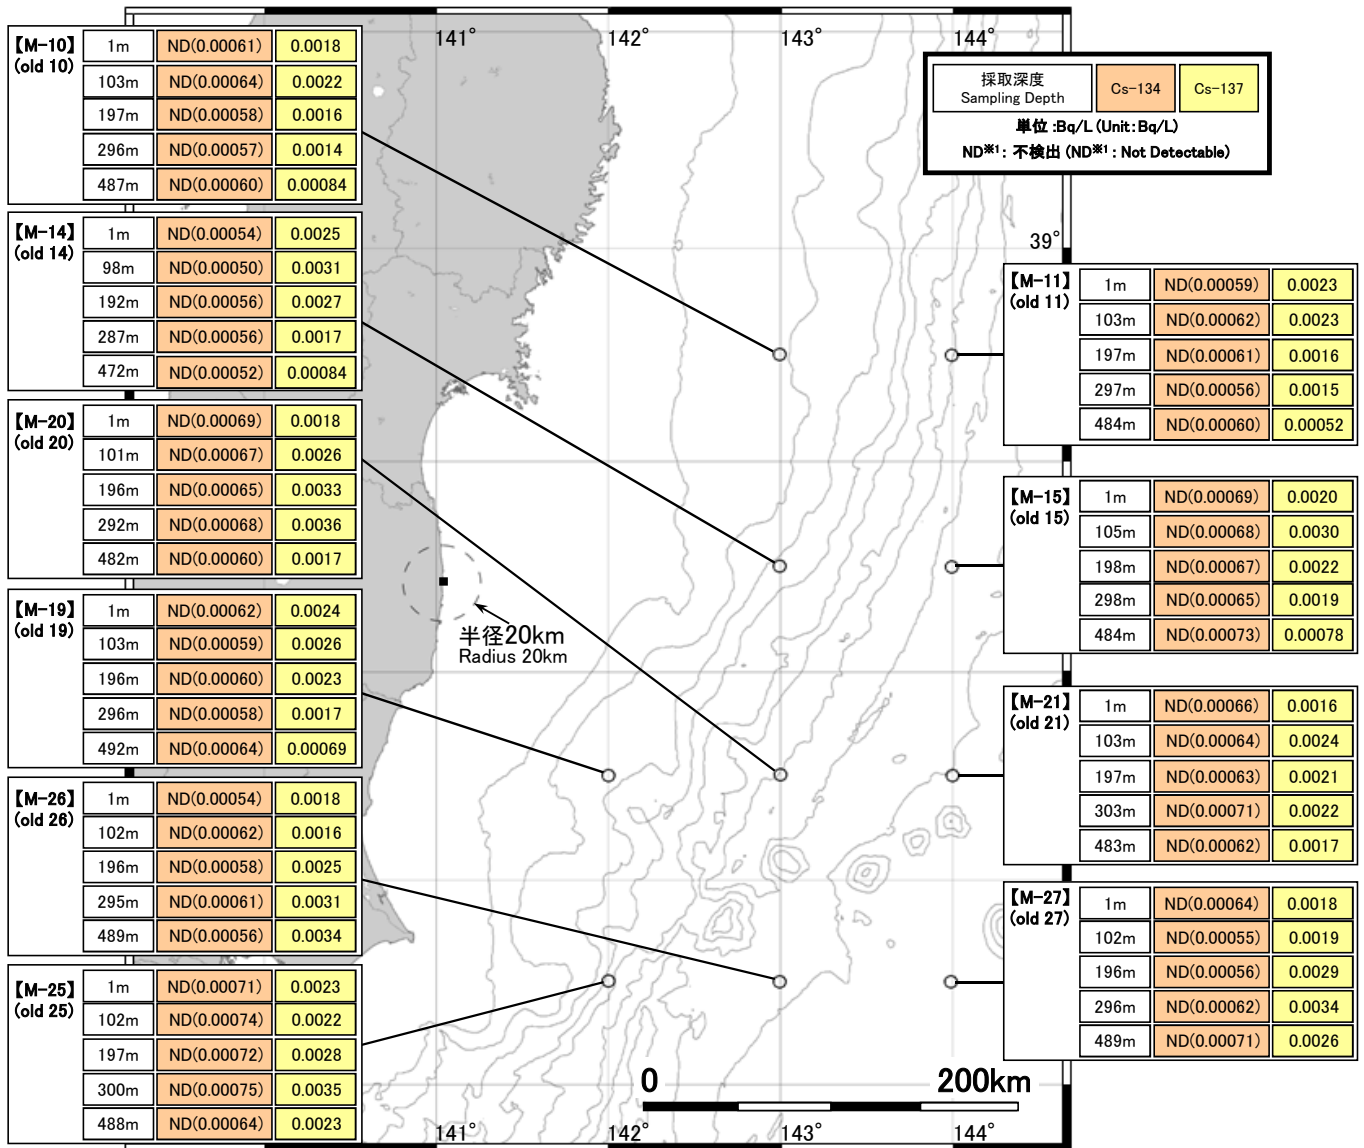 141° 142° 143° 144°
【M-10】
(old 10)
1m ND(0.00061) 0.0018
103m ND(0.00064) 0.0022
197m ND(0.00058) 0.0016
296m ND(0.00057) 0.0014
487m ND(0.00060) 0.00084
採取深度
Sampling Depth
Cs-134
Cs-137
単位 :Bq/L (Unit:Bq/L)
ND※1 : 不検出 (ND※1 : Not Detectable)
【M-14】
(old 14)
1m ND(0.00054) 0.0025
98m ND(0.00050) 0.0031
192m ND(0.00056) 0.0027
287m ND(0.00056) 0.0017
472m ND(0.00052) 0.00084
39°
【M-11】
(old 11)
1m ND(0.00059) 0.0023
103m ND(0.00062) 0.0023
197m ND(0.00061) 0.0016
297m ND(0.00056) 0.0015
484m ND(0.00060) 0.00052
【M-20】
(old 20)
1m ND(0.00069) 0.0018
101m ND(0.00067) 0.0026
196m ND(0.00065) 0.0033
292m ND(0.00068) 0.0036
482m ND(0.00060) 0.0017
【M-15】
(old 15)
1m ND(0.00069) 0.0020
105m ND(0.00068) 0.0030
198m ND(0.00067) 0.0022
298m ND(0.00065) 0.0019
484m ND(0.00073) 0.00078
半径20km
Radius 20km
【M-19】
(old 19)
1m ND(0.00062) 0.0024
103m ND(0.00059) 0.0026
196m ND(0.00060) 0.0023
296m ND(0.00058) 0.0017
492m ND(0.00064) 0.00069
【M-21】
(old 21)
1m ND(0.00066) 0.0016
103m ND(0.00064) 0.0024
197m ND(0.00063) 0.0021
303m ND(0.00071) 0.0022
483m ND(0.00062) 0.0017
【M-26】
(old 26)
1m ND(0.00054) 0.0018
102m ND(0.00062) 0.0016
196m ND(0.00058) 0.0025
295m ND(0.00061) 0.0031
489m ND(0.00056) 0.0034
【M-27】
(old 27)
1m ND(0.00064) 0.0018
102m ND(0.00055) 0.0019
196m ND(0.00056) 0.0029
296m ND(0.00062) 0.0034
489m ND(0.00071) 0.0026
【M-25】
(old 25)
1m ND(0.00071) 0.0023
102m ND(0.00074) 0.0022
197m ND(0.00072) 0.0028
300m ND(0.00075) 0.0035
488m ND(0.00064) 0.0023
0 200km
141° 142° 143° 144°